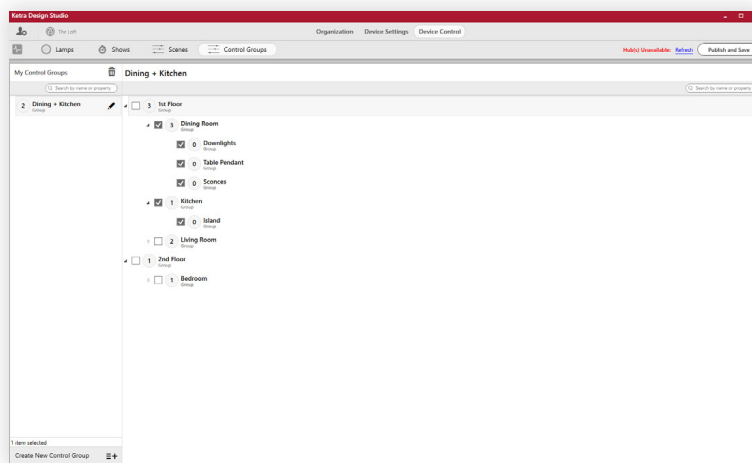 Ketra Design Studio
The Loft
Organization Device Settings Device Control
Lamps Shows Scenes Control Groups
Hub(s) Unavailable: Refresh Publish and Save
My Control Groups
Dining + Kitchen
Search by name or property
Search by name or property
2 Dining + Kitchen
Group
3 1st Floor
Group
3 Dining Room
Group
0 Downlights
Group
0 Table Pendant
Group
0 Sconces
Group
1 Kitchen
Group
0 Island
Group
2 Living Room
Group
1 2nd Floor
Group
1 Bedroom
Group
1 item selected
Create New Control Group